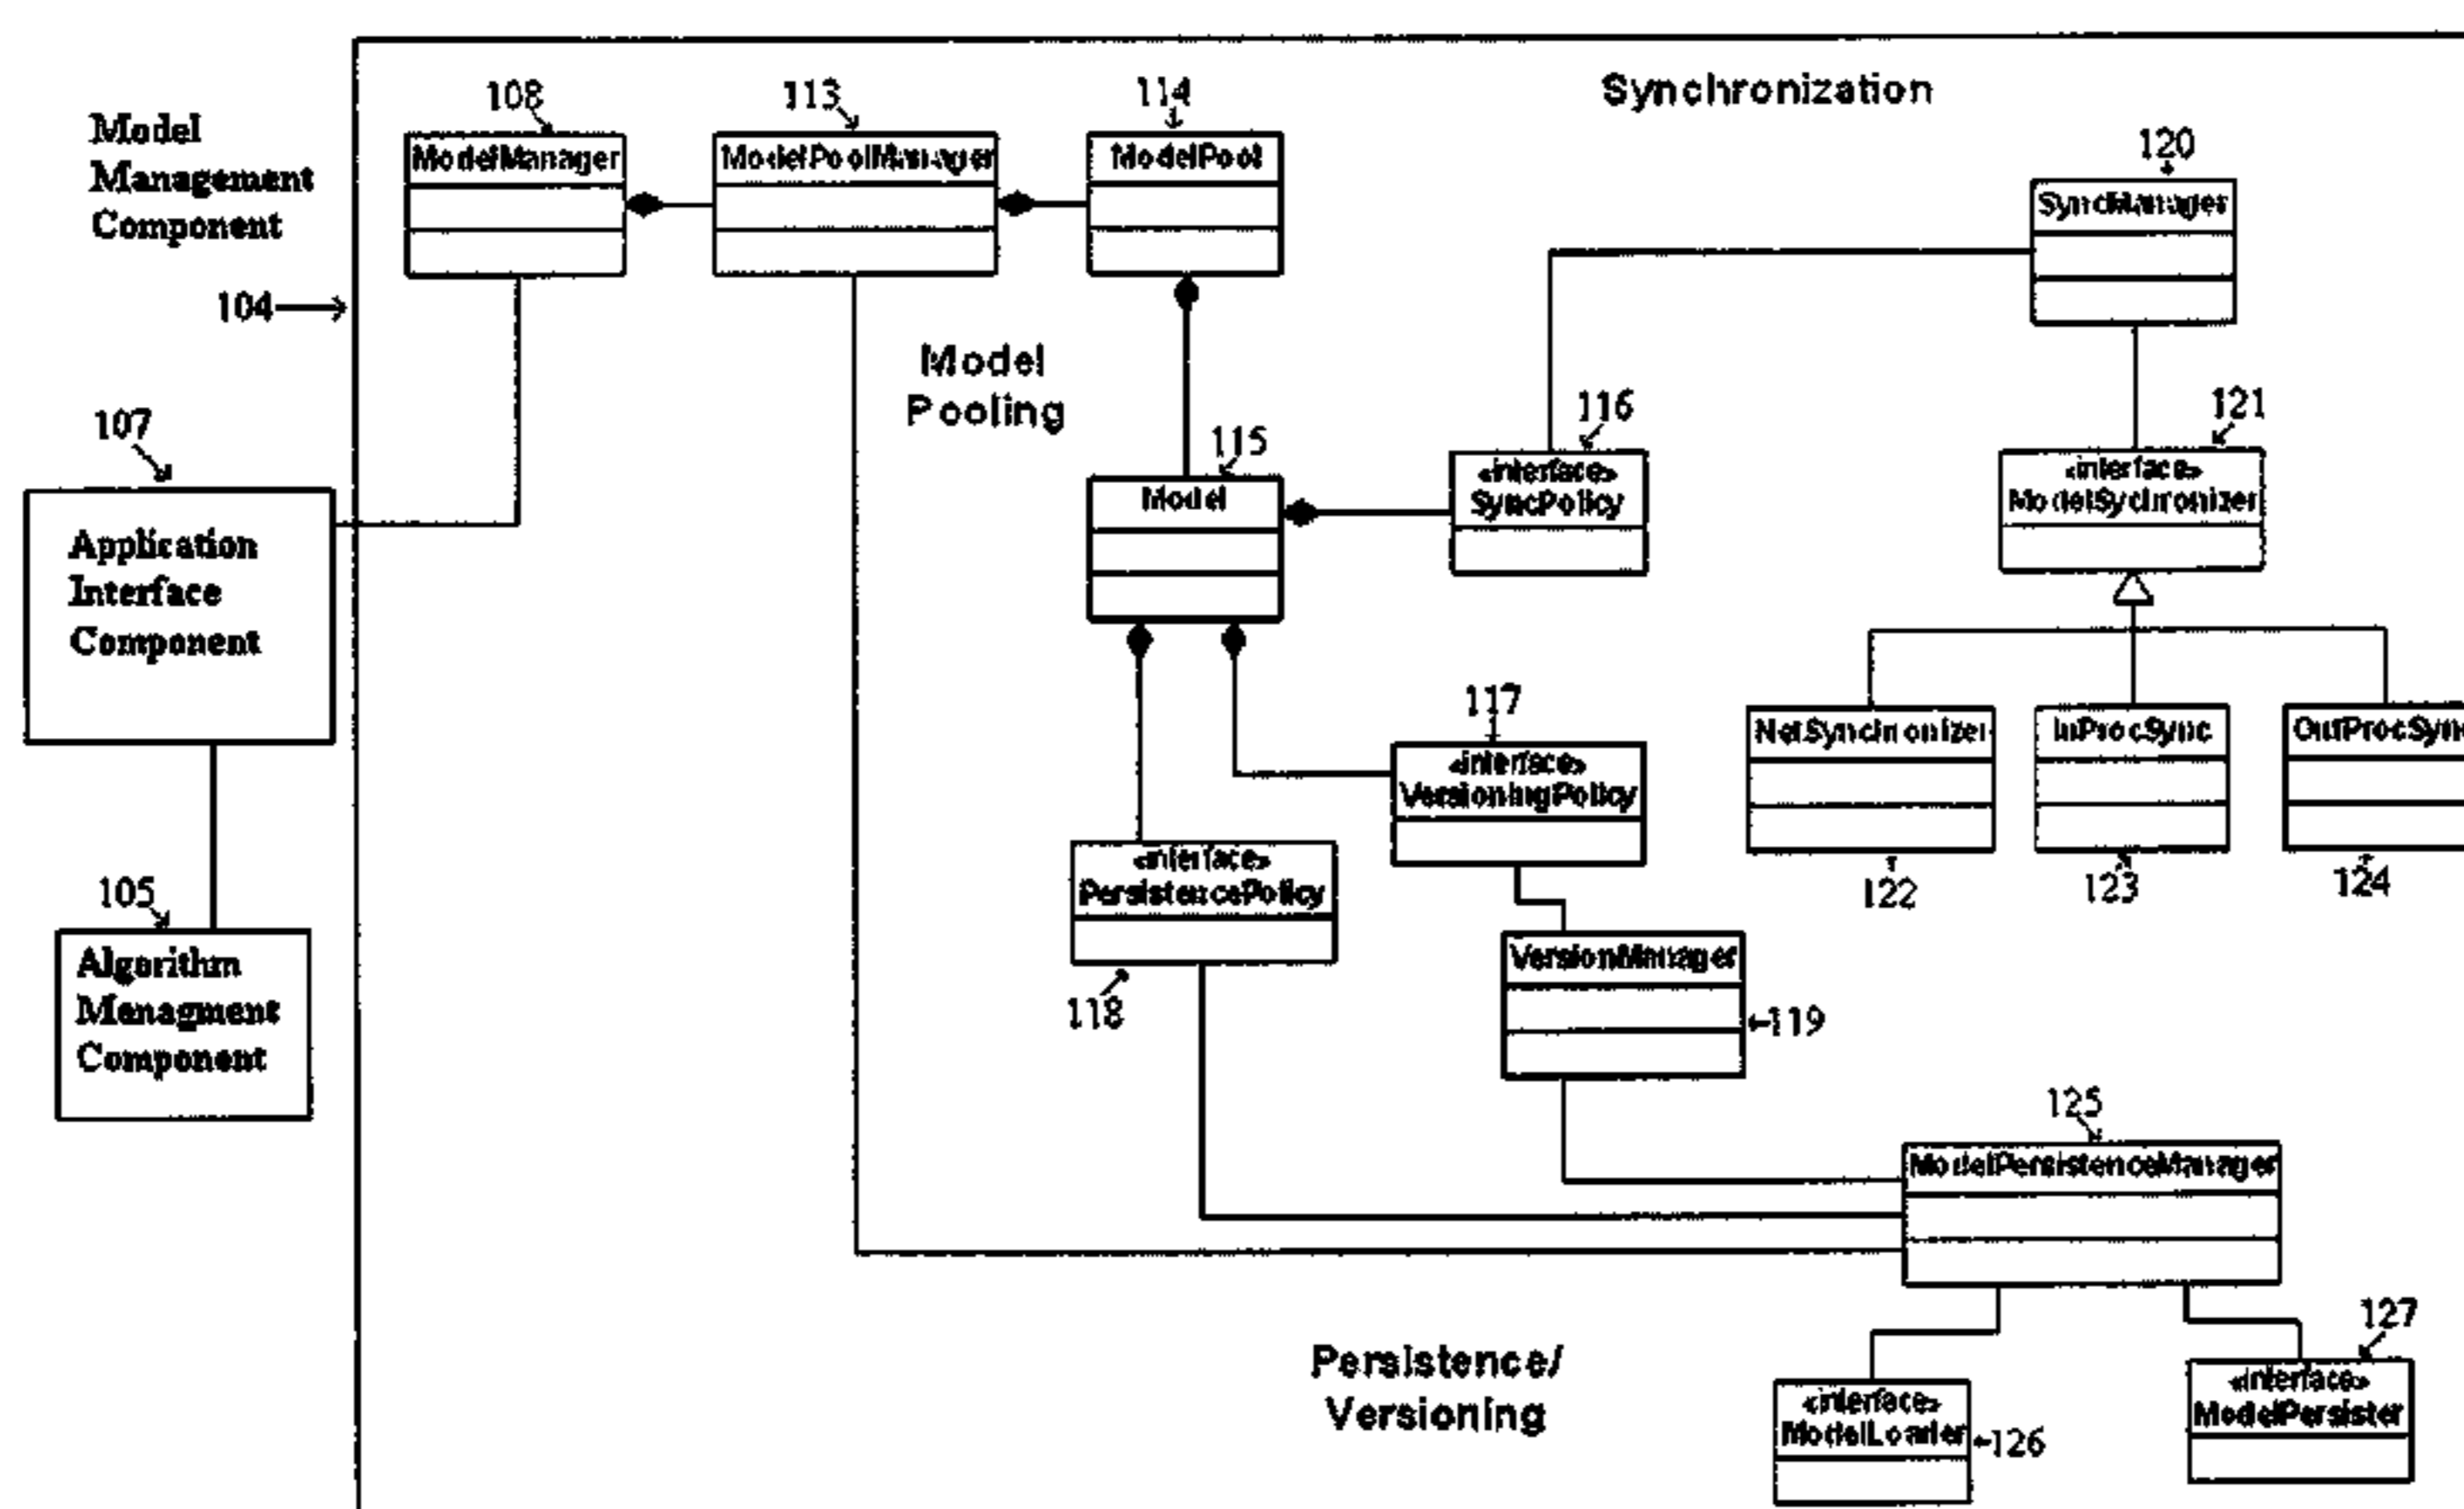 Model
Management
Component
104
108
ModelManager
113
ModelPoolManager
114
ModelPool
Synchronization
120
SyncManager
Model
Pooling
107
Application
Interface
Component
115
Model
116
«interface»
SyncPolicy
121
«interface»
ModelSychronizer
117
«interface»
VersioningPolicy
NetSynchronizer
122
InProcSync
123
OutProcSync
124
«interface»
PersistencePolicy
118
105
Algorithm
Menagment
Component
VersionManager
119
125
ModelPersistenceManager
Persistence/
Versioning
«interface»
ModelLoader
126
127
«interface»
ModelPersister